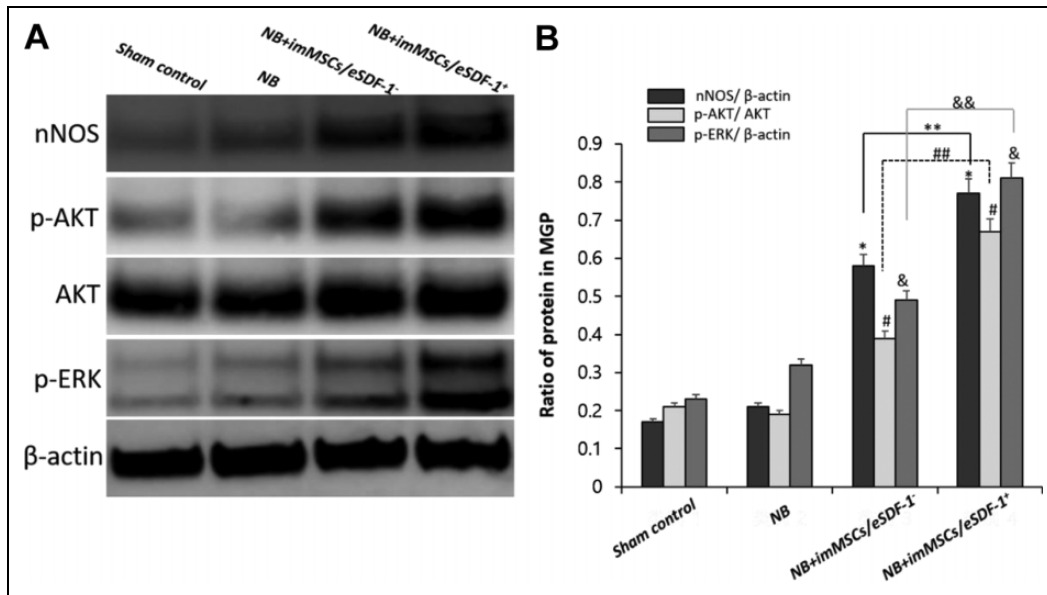 A
Sham control
NB
NB+imMSCs/eSDF-1⁻
NB+imMSCs/eSDF-1⁺
nNOS
p-AKT
AKT
p-ERK
β-actin
B
nNOS/ β-actin
p-AKT/ AKT
p-ERK/ β-actin
&&
**
##
*
#
&
*
#
&
Ratio of protein in MGP
0.9
0.8
0.7
0.6
0.5
0.4
0.3
0.2
0.1
0
Sham control
NB
NB+imMSCs/eSDF-1⁻
NB+imMSCs/eSDF-1⁺